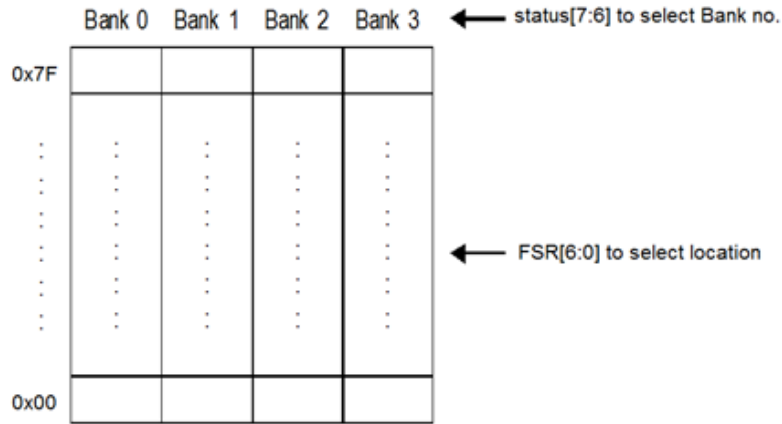 Bank 0 Bank 1 Bank 2 Bank 3 status[7:6] to select Bank no.
0x7F
FSR[6:0] to select location
0x00